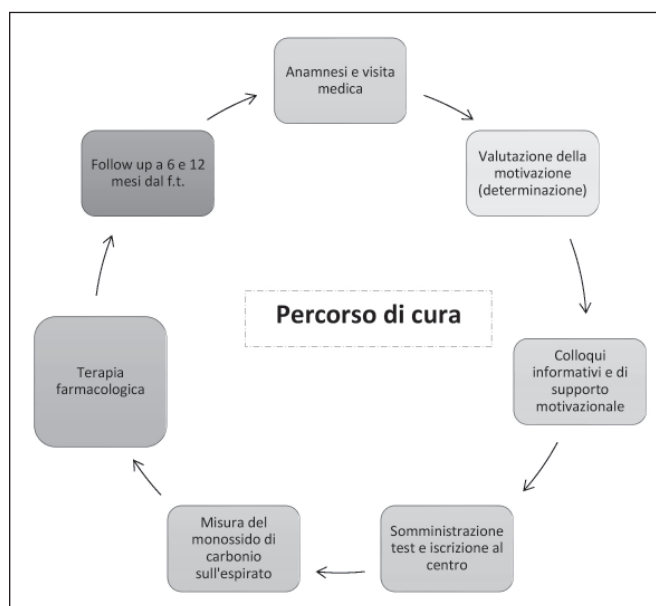 Anamnesi e visita
medica
Valutazione della
motivazione
(determinazione)
Colloqui
informativi e di
supporto
motivazionale
Somministrazione
test e iscrizione al
centro
Misura del
monossido di
carbonio
sull'espirato
Terapia
farmacologica
Follow up a 6 e 12
mesi dal f.t.
Percorso di cura